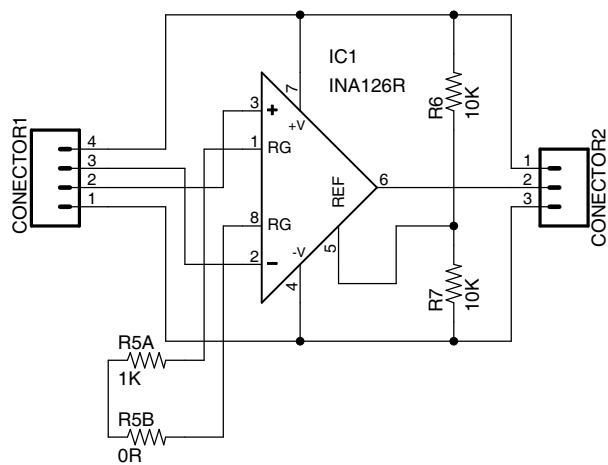 IC1
INA126R
7
+V
3
+
1
RG
6
REF
8
RG
5
-V
2
-
4
CONECTOR1
4
3
2
1
R6
10K
R7
10K
1
2
3
CONECTOR2
R5A
1K
R5B
0R